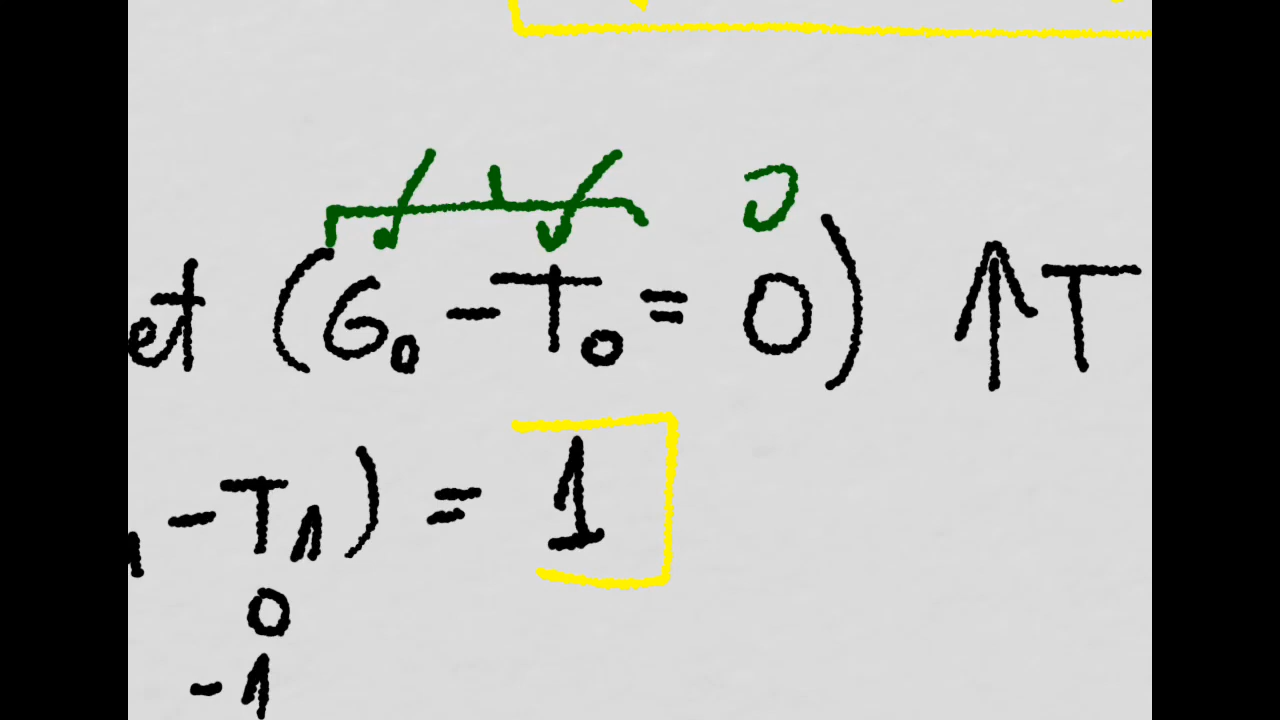 et (G₀ - T₀ = 0) ↑T
- T₁) = 1
0
-1